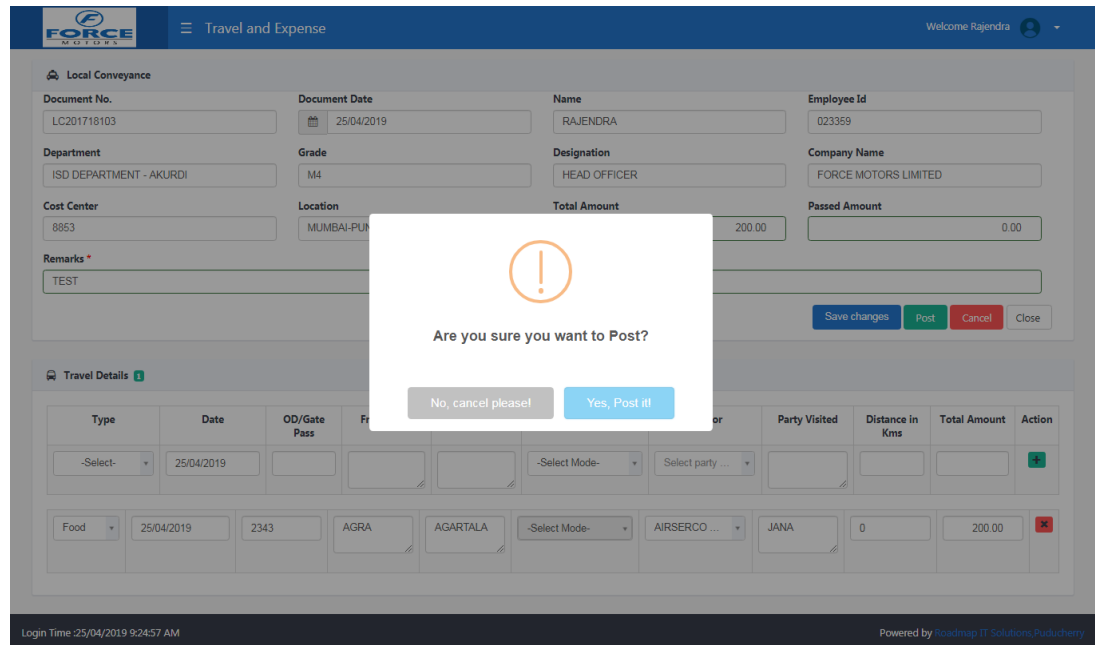 FORCE
MOTORS
Travel and Expense
Welcome Rajendra
Local Conveyance
Document No.
Document Date
Name
Employee Id
LC201718103
25/04/2019
RAJENDRA
023359
Department
Grade
Designation
Company Name
ISD DEPARTMENT - AKURDI
M4
HEAD OFFICER
FORCE MOTORS LIMITED
Cost Center
Location
Total Amount
Passed Amount
8853
MUMBAI-PUN
200.00
0.00
Remarks *
TEST
Save changes
Post
Cancel
Close
Are you sure you want to Post?
No, cancel please!
Yes, Post it!
Travel Details 1
Type
Date
OD/Gate
Pass
Fr
or
Party Visited
Distance in
Kms
Total Amount
Action
-Select-
25/04/2019
-Select Mode-
Select party ...
Food
25/04/2019
2343
AGRA
AGARTALA
-Select Mode-
AIRSERCO ...
JANA
0
200.00
Login Time :25/04/2019 9:24:57 AM
Powered by Roadmap IT Solutions,Puducherry